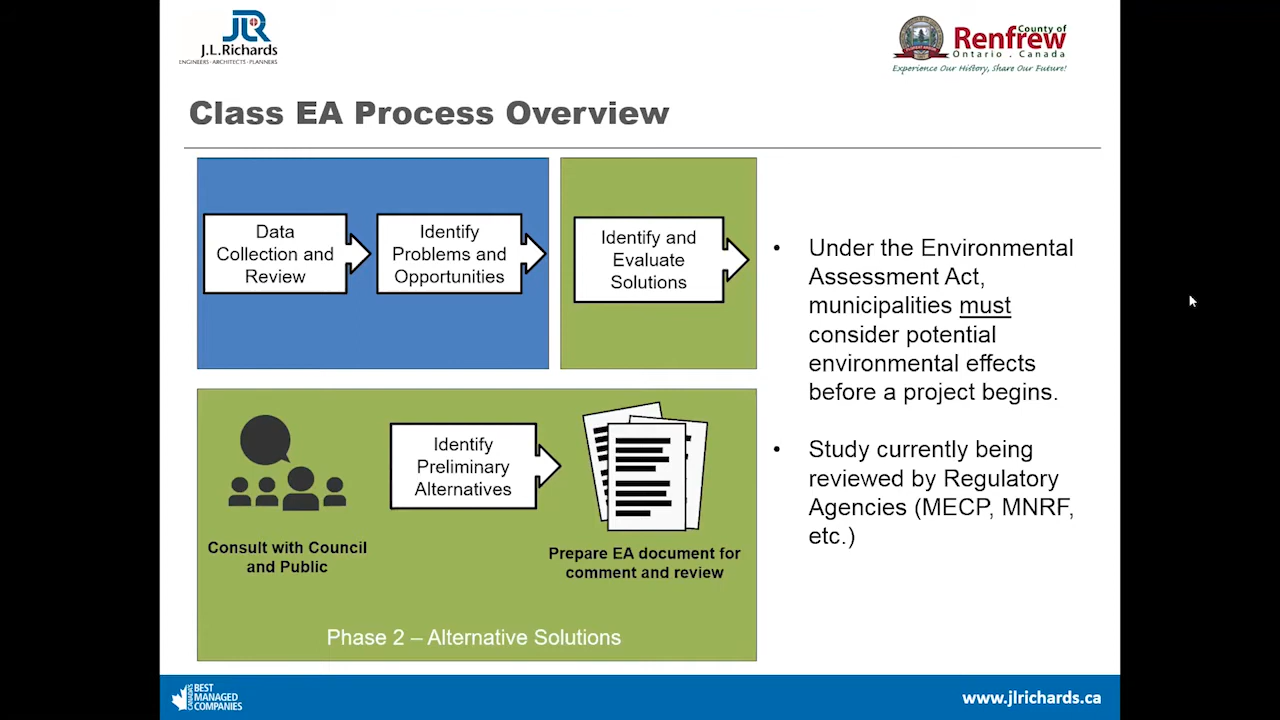 JLR
J.L.Richards
ENGINEERS · ARCHITECTS · PLANNERS
County of
Renfrew
Ontario . Canada
Experience Our History, Share Our Future!
Class EA Process Overview
Data
Collection and
Review
Identify
Problems and
Opportunities
Identify and
Evaluate
Solutions
• Under the Environmental
Assessment Act,
municipalities must
consider potential
environmental effects
before a project begins.
• Study currently being
reviewed by Regulatory
Agencies (MECP, MNRF,
etc.)
Identify
Preliminary
Alternatives
Consult with Council
and Public
Prepare EA document for
comment and review
Phase 2 – Alternative Solutions
CANADA'S
BEST
MANAGED
COMPANIES
www.jlrichards.ca